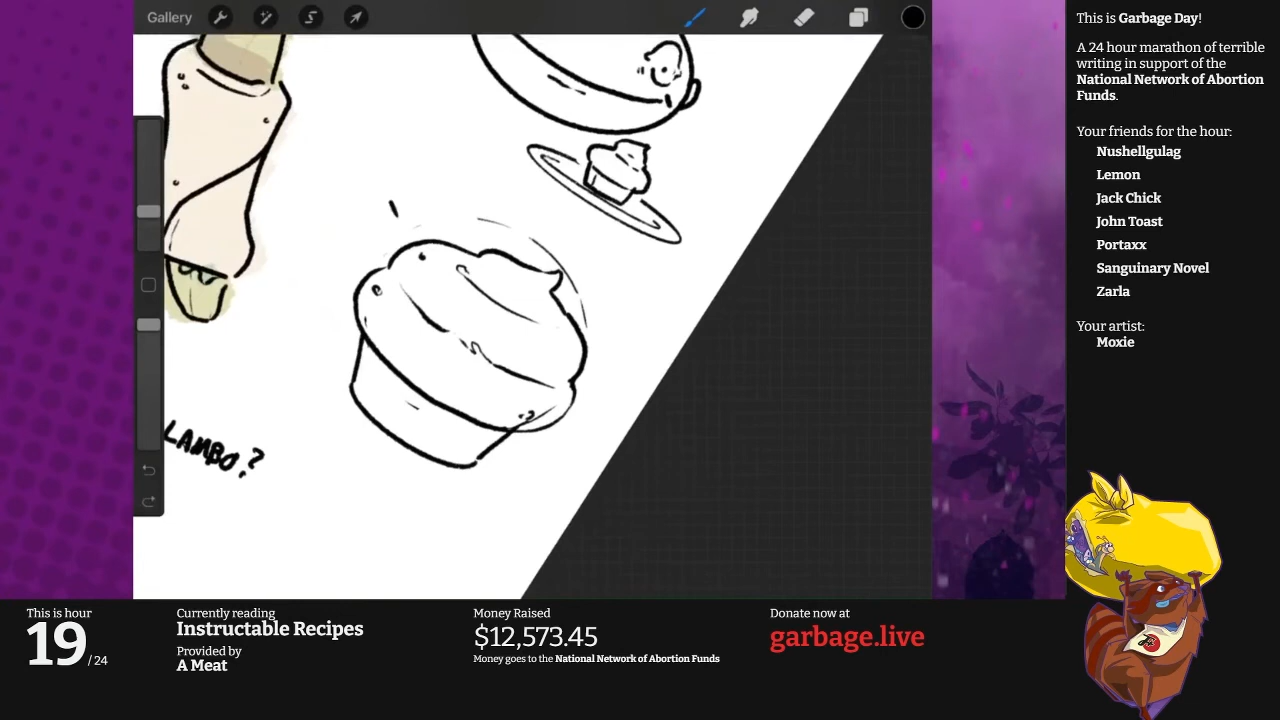 Gallery
LAMBO?
This is Garbage Day!
A 24 hour marathon of terrible
writing in support of the
National Network of Abortion
Funds.
Your friends for the hour:
Nushellgulag
Lemon
Jack Chick
John Toast
Portaxx
Sanguinary Novel
Zarla
Your artist:
Moxie
This is hour
19 / 24
Currently reading
Instructable Recipes
Provided by
A Meat
Money Raised
$12,573.45
Money goes to the National Network of Abortion Funds
Donate now at
garbage.live